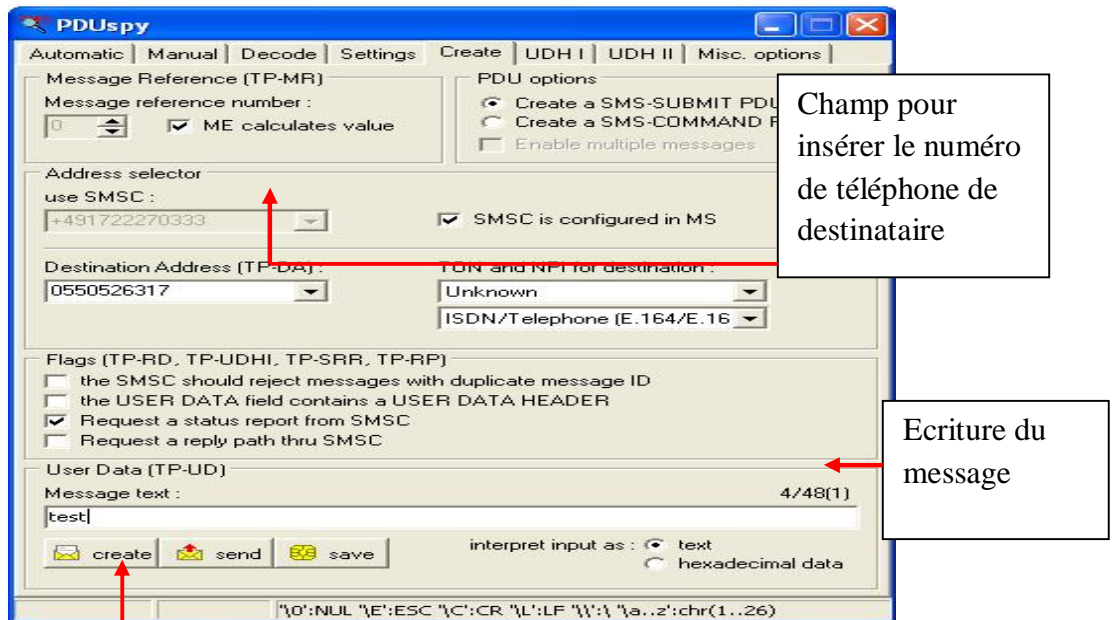 PDUspy
Automatic Manual Decode Settings Create UDH I UDH II Misc. options
Message Reference (TP-MR)
Message reference number :
0 ME calculates value
PDU options
Create a SMS-SUBMIT PDU
Create a SMS-COMMAND
Enable multiple messages
Champ pour
insérer le numéro
de téléphone de
destinataire
Address selector
use SMSC :
+491722270333 SMSC is configured in MS
Destination Address (TP-DA) : TON and NPI for destination :
0550526317 Unknown
ISDN/Telephone (E.164/E.16
Flags (TP-RD, TP-UDHI, TP-SRR, TP-RP)
the SMSC should reject messages with duplicate message ID
the USER DATA field contains a USER DATA HEADER
Request a status report from SMSC
Request a reply path thru SMSC
Ecriture du
message
User Data (TP-UD)
Message text : 4/48(1)
test
create send save interpret input as : text
hexadecimal data
"\0':NUL "\E':ESC "\C':CR "\L':LF "\\':\ "\a..z':chr(1..26)